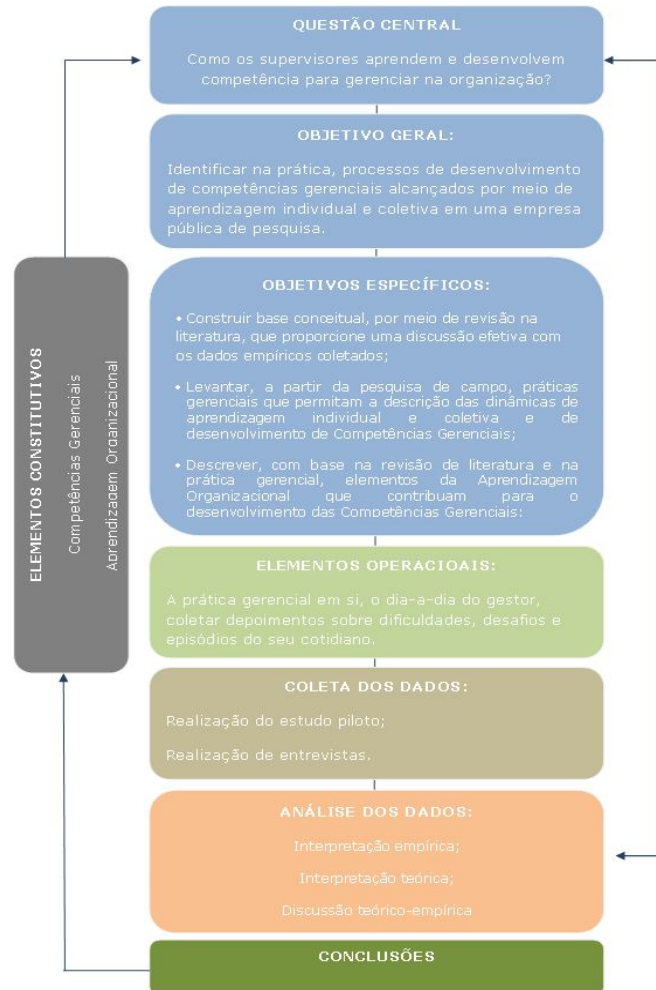 QUESTÃO CENTRAL
Como os supervisores aprendem e desenvolvem
competência para gerenciar na organização?
OBJETIVO GERAL:
Identificar na prática, processos de desenvolvimento
de competências gerenciais alcançados por meio de
aprendizagem individual e coletiva em uma empresa
pública de pesquisa.
ELEMENTOS CONSTITUTIVOS
Competências Gerenciais
Aprendizagem Organizacional
OBJETIVOS ESPECÍFICOS:
• Construir base conceitual, por meio de revisão na
literatura, que proporcione uma discussão efetiva com
os dados empíricos coletados;
• Levantar, a partir da pesquisa de campo, práticas
gerenciais que permitam a descrição das dinâmicas de
aprendizagem individual e coletiva e de
desenvolvimento de Competências Gerenciais;
• Descrever, com base na revisão de literatura e na
prática gerencial, elementos da Aprendizagem
Organizacional que contribuam para o
desenvolvimento das Competências Gerenciais:
ELEMENTOS OPERACIOAIS:
A prática gerencial em si, o dia-a-dia do gestor,
coletar depoimentos sobre dificuldades, desafios e
episódios do seu cotidiano.
COLETA DOS DADOS:
Realização do estudo piloto;
Realização de entrevistas.
ANÁLISE DOS DADOS:
Interpretação empírica;
Interpretação teórica;
Discussão teórico-empírica
CONCLUSÕES